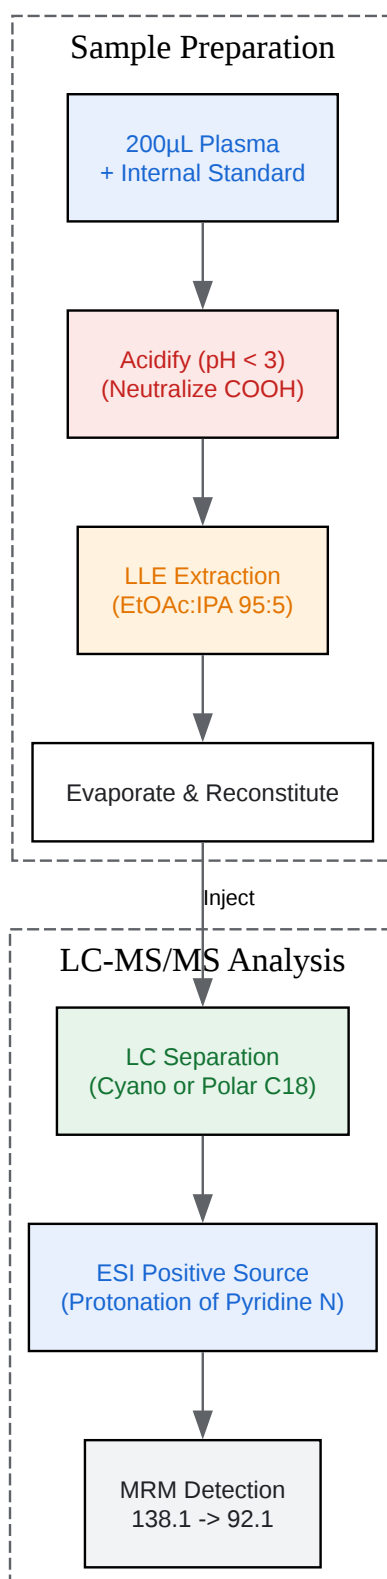 Sample Preparation
200µL Plasma
+ Internal Standard
Acidify (pH < 3)
(Neutralize COOH)
LLE Extraction
(EtOAc:IPA 95:5)
Evaporate & Reconstitute
Inject
LC-MS/MS Analysis
LC Separation
(Cyano or Polar C18)
ESI Positive Source
(Protonation of Pyridine N)
MRM Detection
138.1 -> 92.1